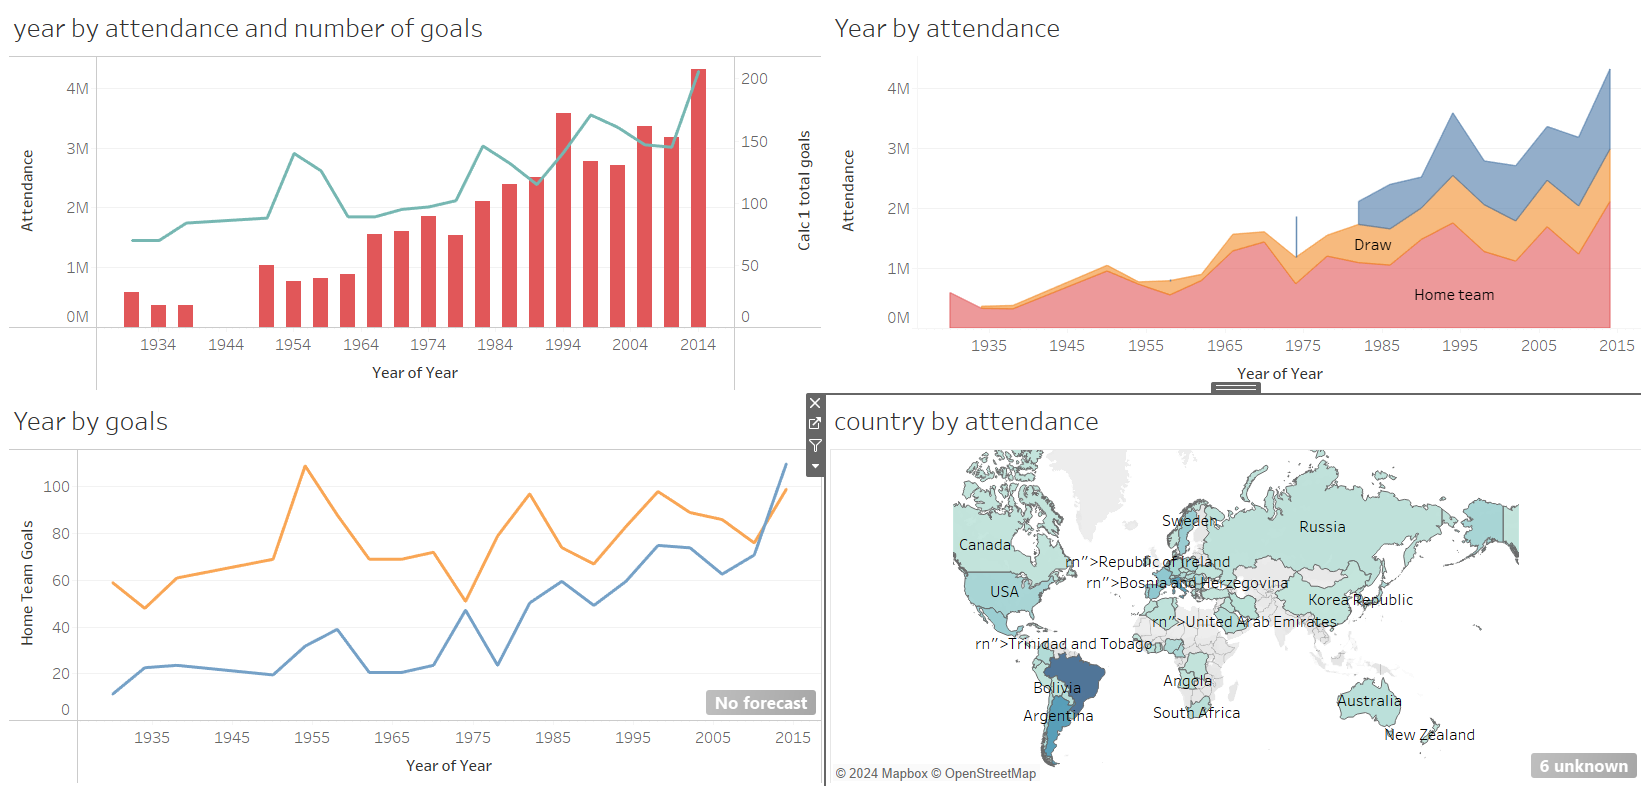 year by attendance and number of goals
4M
3M
2M
1M
0M
Attendance
200
150
100
50
0
Calc 1 total goals
1934 1944 1954 1964 1974 1984 1994 2004 2014
Year of Year
Year by attendance
4M
3M
2M
1M
0M
Attendance
Draw
Home team
1935 1945 1955 1965 1975 1985 1995 2005 2015
Year of Year
Year by goals
100
80
60
40
20
0
Home Team Goals
No forecast
1935 1945 1955 1965 1975 1985 1995 2005 2015
Year of Year
country by attendance
Sweden
Russia
Canada
rn">Republic of Ireland
rn">Bosnia and Herzegovina
USA
Korea Republic
rn">United Arab Emirates
rn">Trinidad and Tobago
Bolivia
Angola
Australia
Argentina
South Africa
New Zealand
© 2024 Mapbox © OpenStreetMap
6 unknown